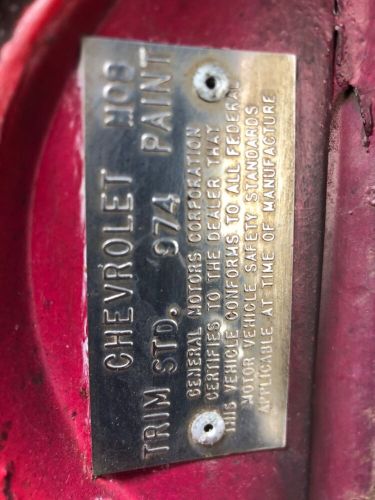 CHEVROLET NOR
TRIM STD. 974 PAINT
GENERAL MOTORS CORPORATION
CERTIFIES TO THE DEALER THAT
THIS VEHICLE CONFORMS TO ALL FEDERAL
MOTOR VEHICLE SAFETY STANDARDS
APPLICABLE AT TIME OF MANUFACTURE